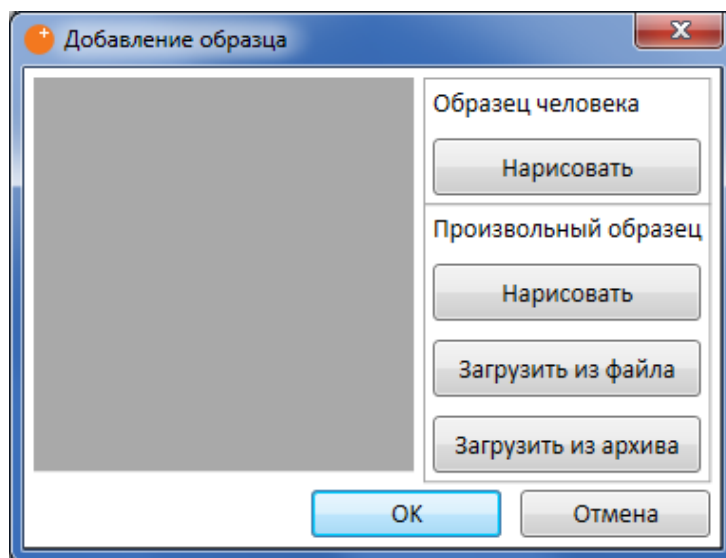 Добавление образца
Образец человека
Нарисовать
Произвольный образец
Нарисовать
Загрузить из файла
Загрузить из архива
OK
Отмена